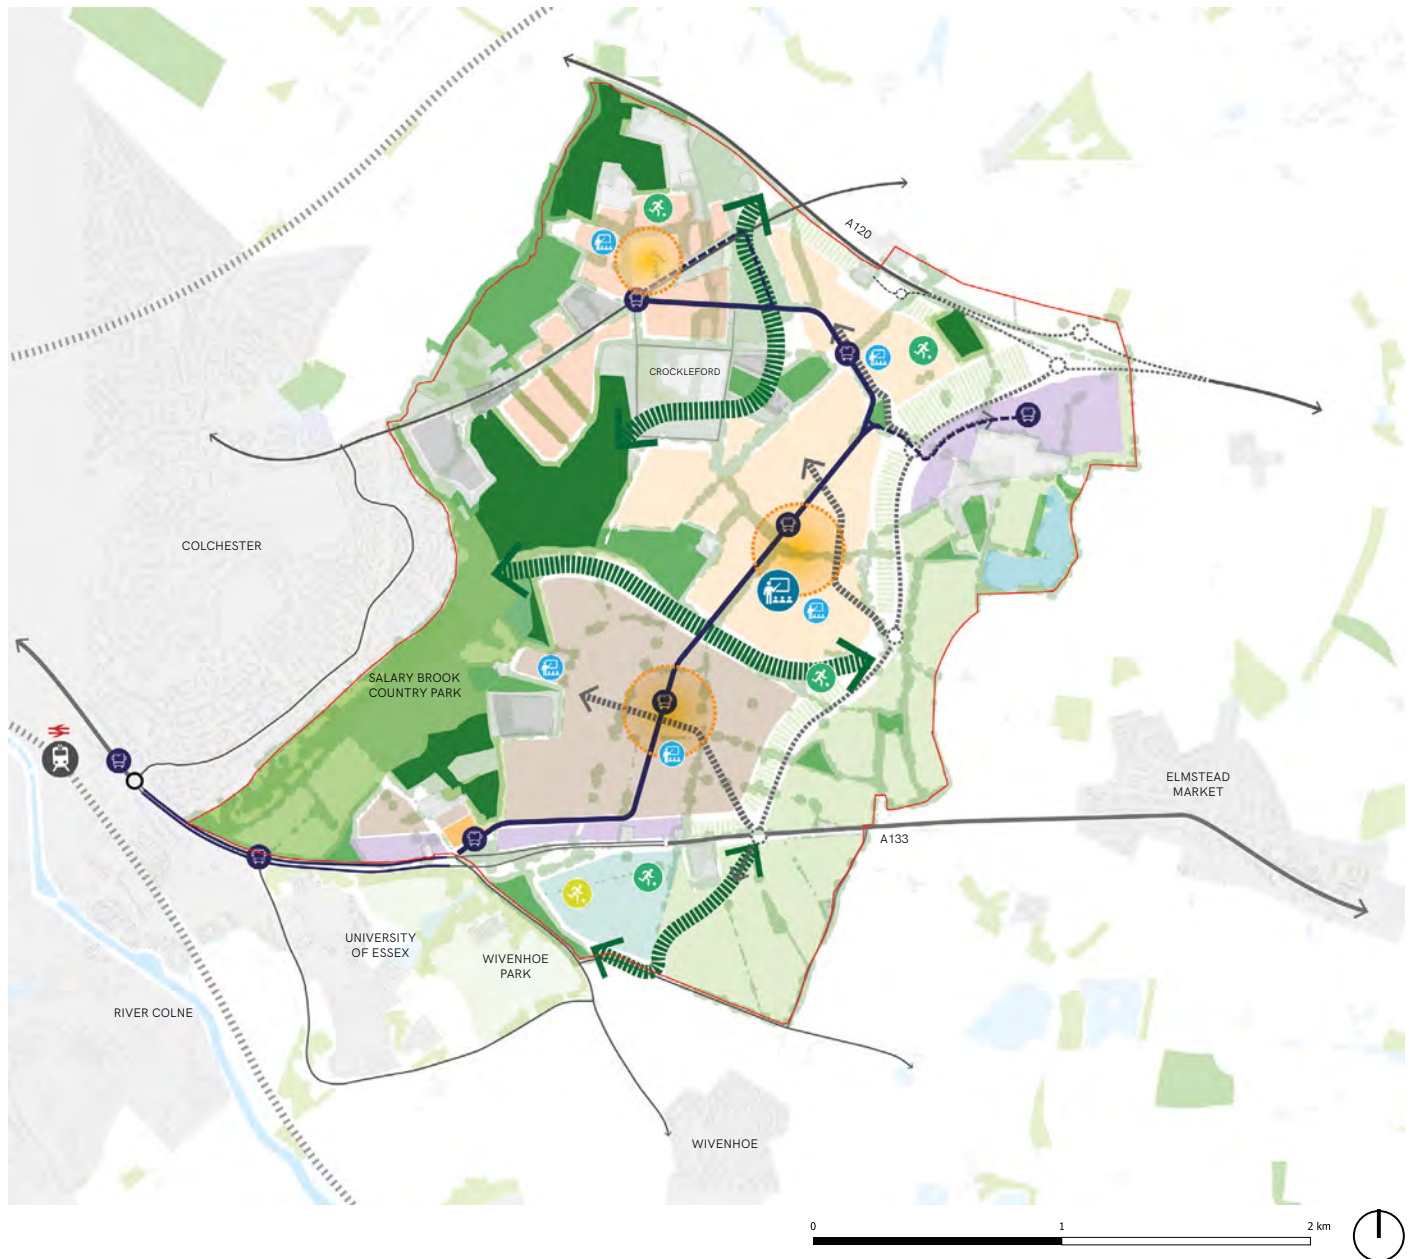 A120
CROCKLEFORD
COLCHESTER
SALARY BROOK
COUNTRY PARK
ELMSTEAD
MARKET
A133
UNIVERSITY
OF ESSEX
WIVENHOE
PARK
RIVER COLNE
WIVENHOE
0 1 2 km